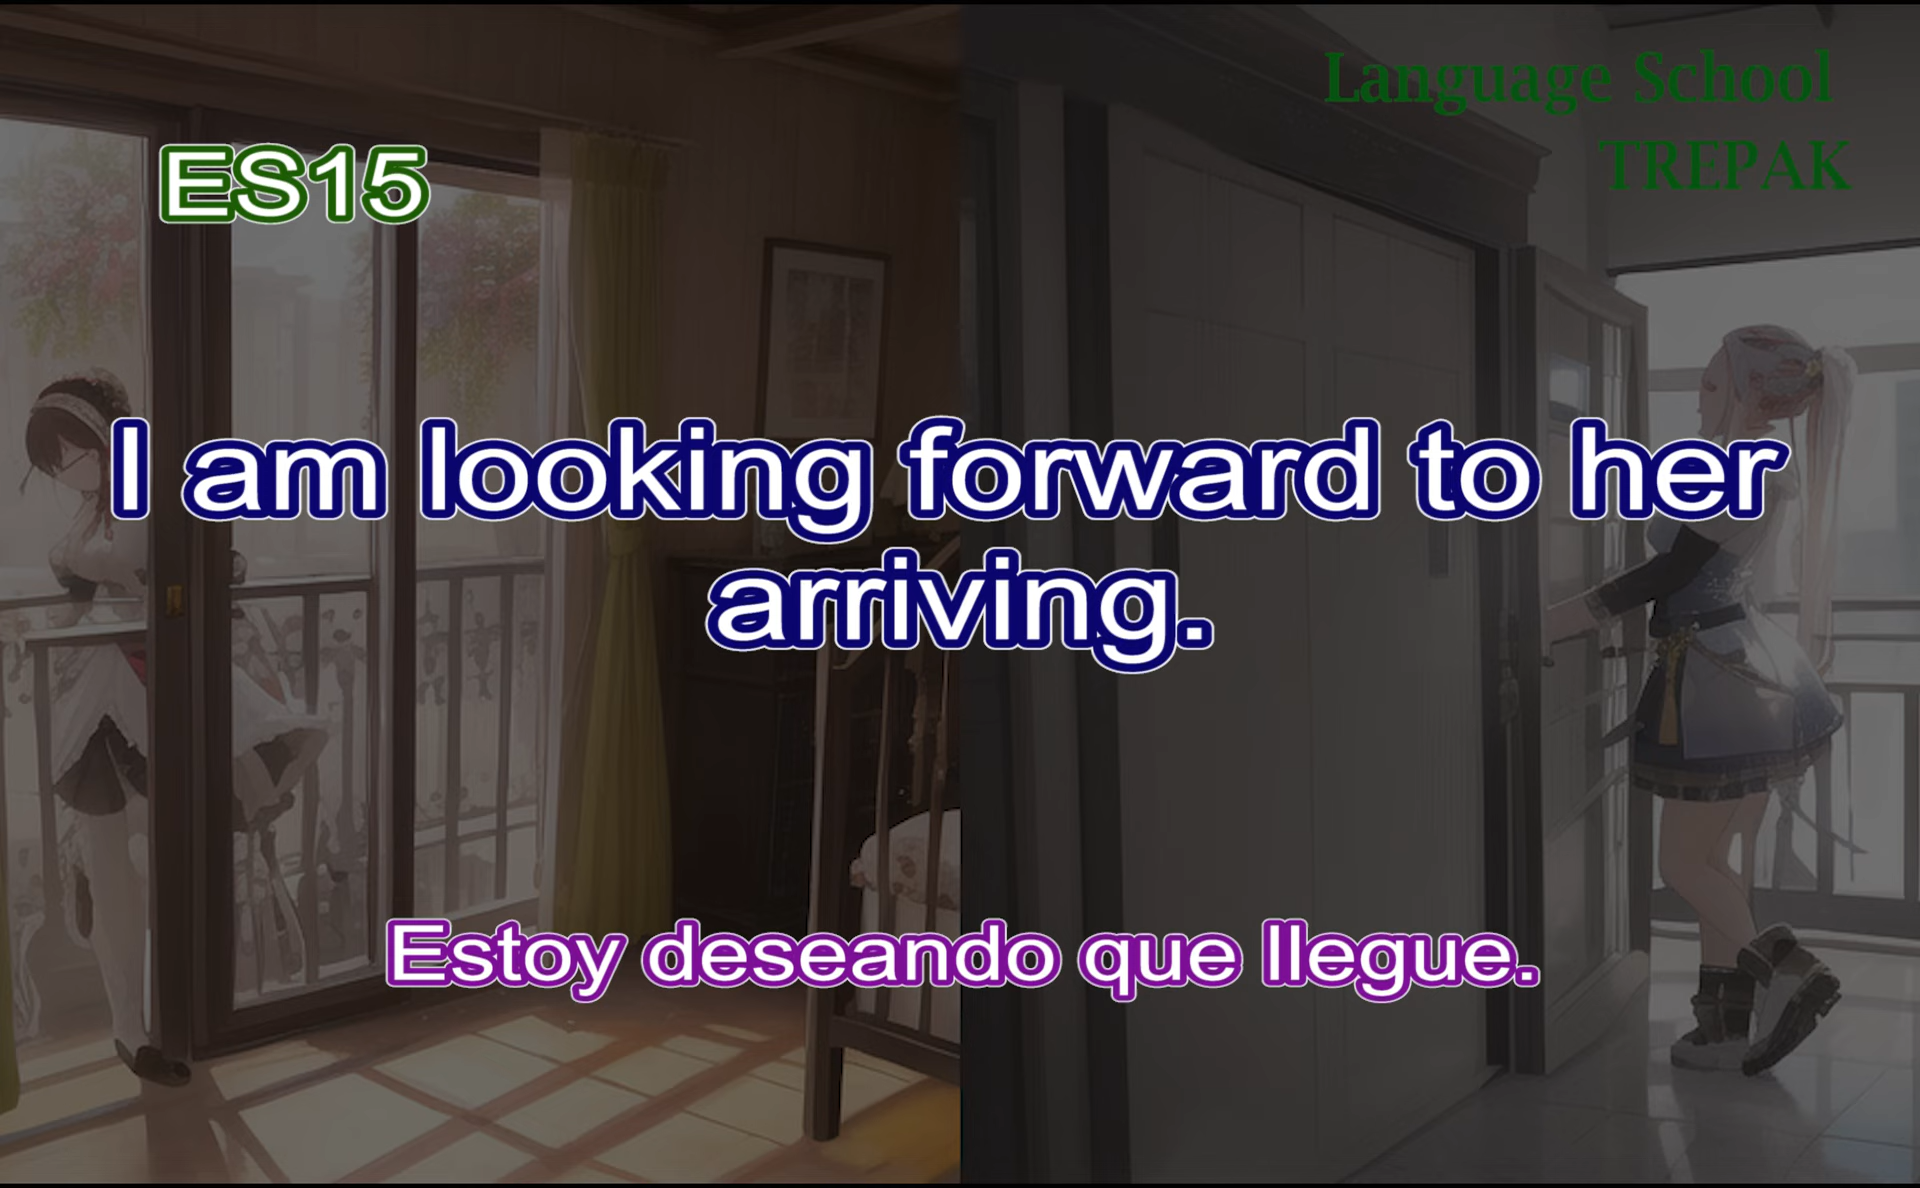 Language School
TREPAK
ES15
I am looking forward to her
arriving.
Estoy deseando que llegue.